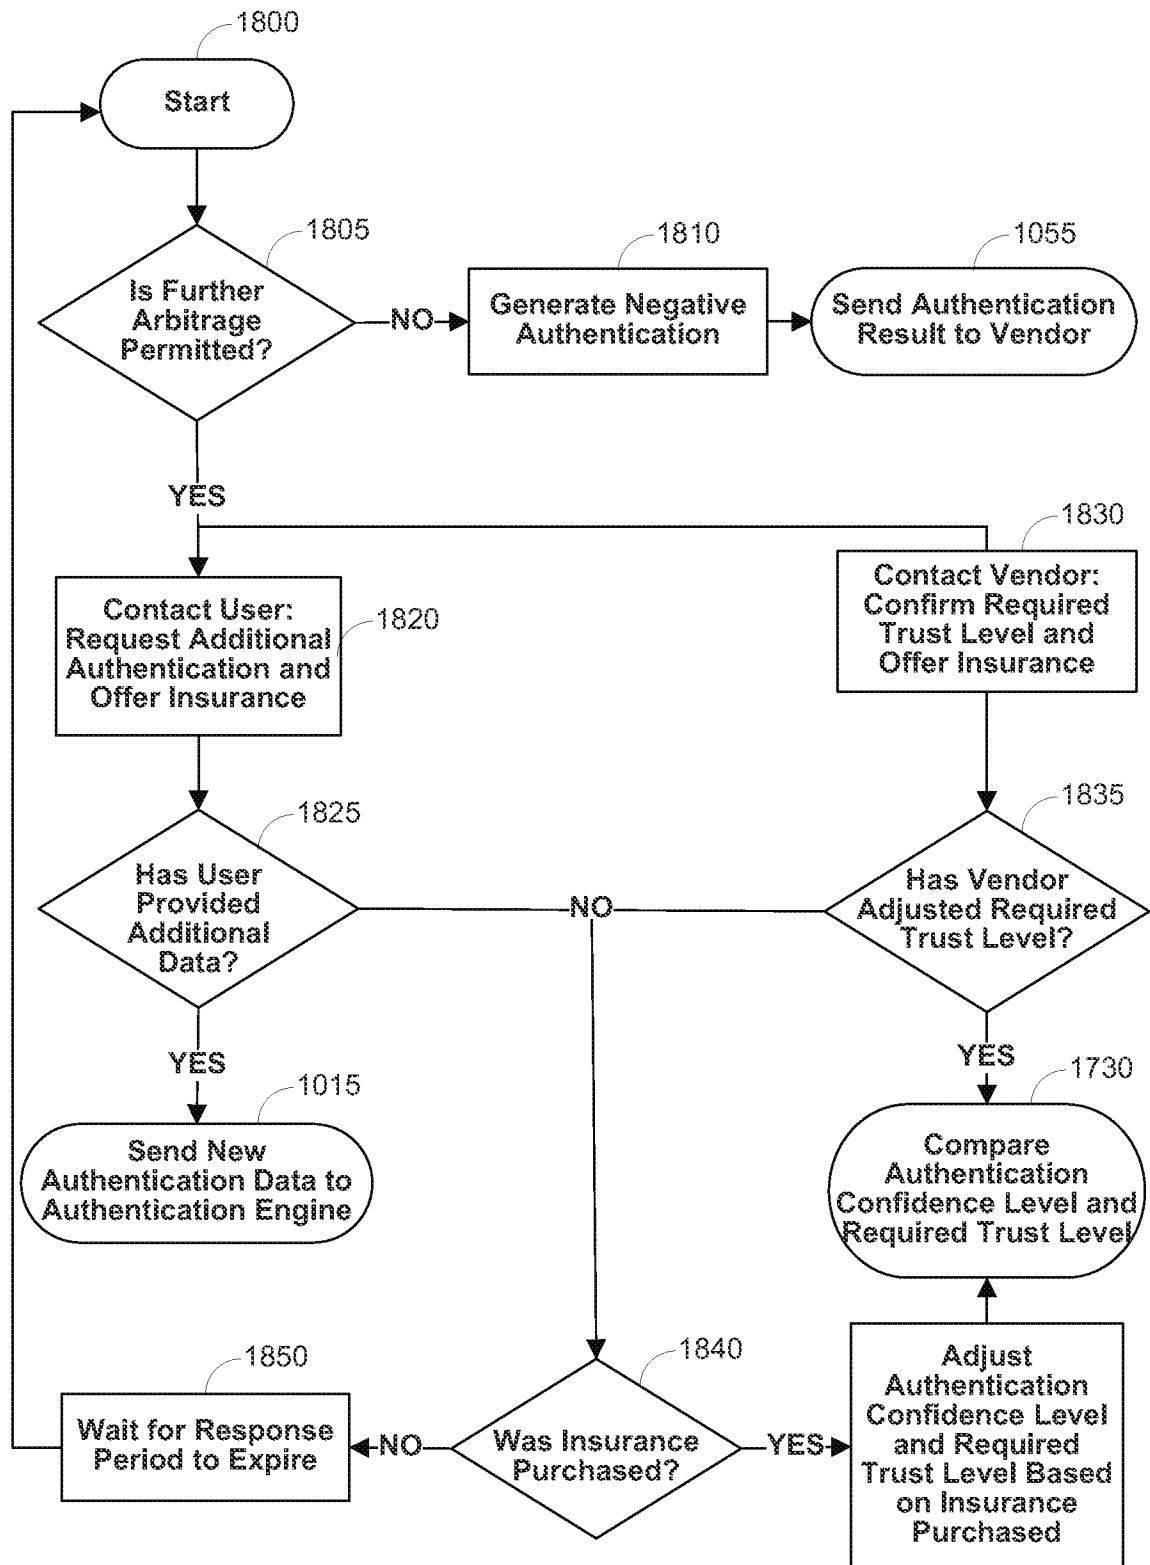 1800
Start
1805
Is Further
Arbitrage
Permitted?
NO
1810
Generate Negative
Authentication
1055
Send Authentication
Result to Vendor
YES
1820
Contact User:
Request Additional
Authentication and
Offer Insurance
1830
Contact Vendor:
Confirm Required
Trust Level and
Offer Insurance
1825
Has User
Provided
Additional
Data?
NO
1835
Has Vendor
Adjusted Required
Trust Level?
YES
1015
Send New
Authentication Data to
Authentication Engine
YES
1730
Compare
Authentication
Confidence Level and
Required Trust Level
1850
Wait for Response
Period to Expire
NO
1840
Was Insurance
Purchased?
YES
Adjust
Authentication
Confidence Level
and Required
Trust Level Based
on Insurance
Purchased